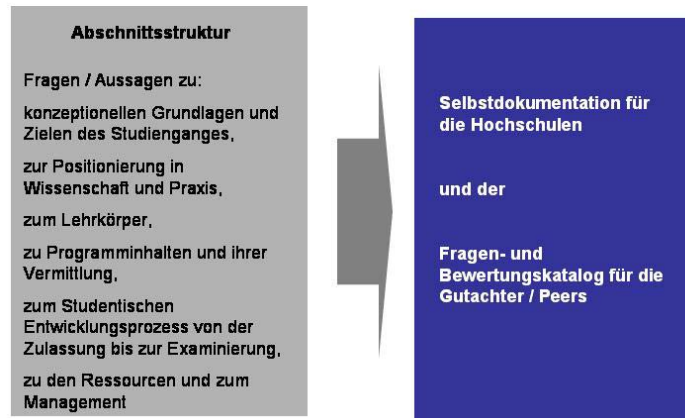 Abschnittsstruktur
Fragen / Aussagen zu:
konzeptionellen Grundlagen und
Zielen des Studienganges,
zur Positionierung in
Wissenschaft und Praxis,
zum Lehrkörper,
zu Programminhalten und ihrer
Vermittlung,
zum Studentischen
Entwicklungsprozess von der
Zulassung bis zur Examinierung,
zu den Ressourcen und zum
Management
Selbstdokumentation für
die Hochschulen
und der
Fragen- und
Bewertungskatalog für die
Gutachter / Peers